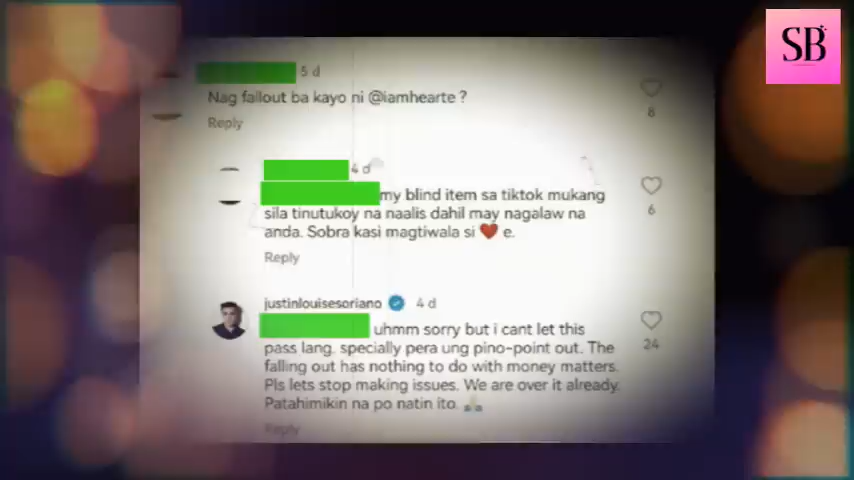 SB
5 d
Nag fallout ba kayo ni @iamhearte ?
8
Reply
4 d
my blind item sa tiktok mukang
sila tinutukoy na naalis dahil may nagalaw na
anda. Sobra kasi magtiwala si ❤️ e.
6
Reply
justinlouisesoriano 4 d
uhmm sorry but i cant let this
pass lang. specially pera ung pino-point out. The
falling out has nothing to do with money matters.
Pls lets stop making issues. We are over it already.
Patahimikin na po natin ito. 🙏
24
Reply